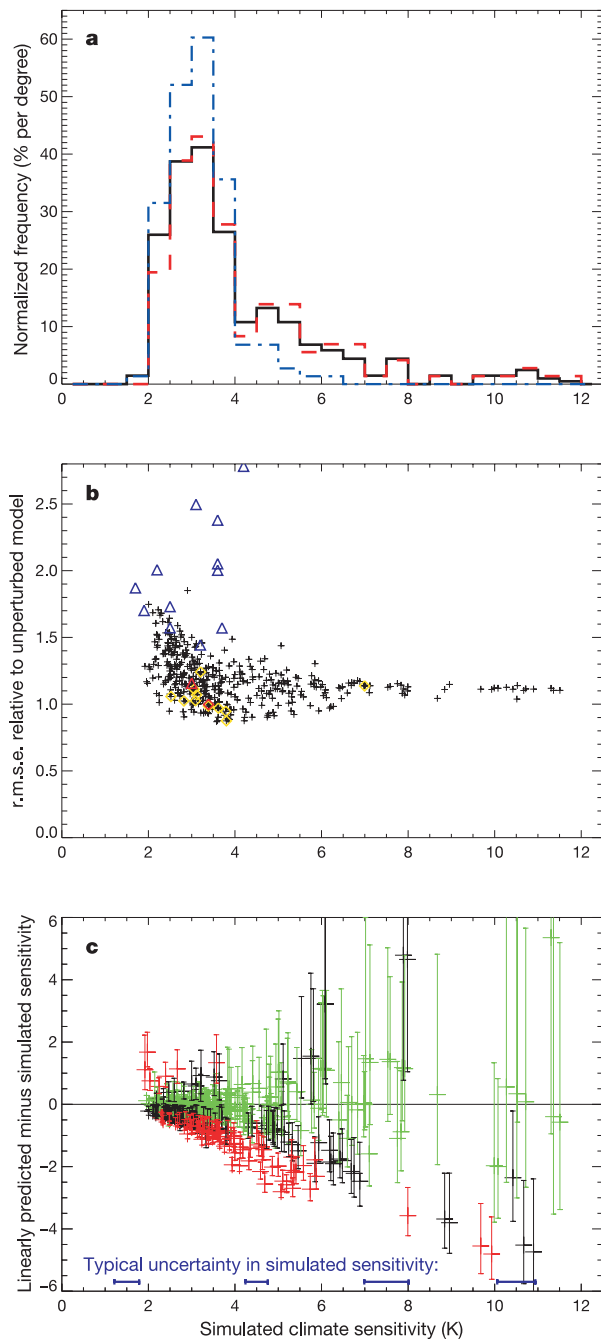 a
60
50
40
30
20
10
0
Normalized frequency (% per degree)
0 2 4 6 8 10 12
b
2.5
2.0
1.5
1.0
0.5
0.0
r.m.s.e. relative to unperturbed model
0 2 4 6 8 10 12
c
6
4
2
0
−2
−4
−6
Linearly predicted minus simulated sensitivity
Typical uncertainty in simulated sensitivity:
0 2 4 6 8 10 12
Simulated climate sensitivity (K)